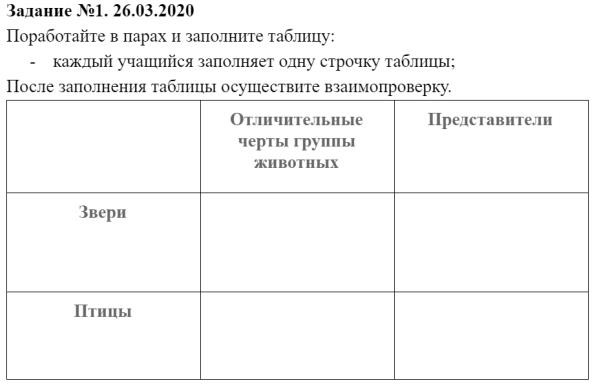 Задание №1. 26.03.2020
Поработайте в парах и заполните таблицу:
- каждый учащийся заполняет одну строчку таблицы;
После заполнения таблицы осуществите взаимопроверку.
Отличительные
черты группы
животных
Представители
Звери
Птицы